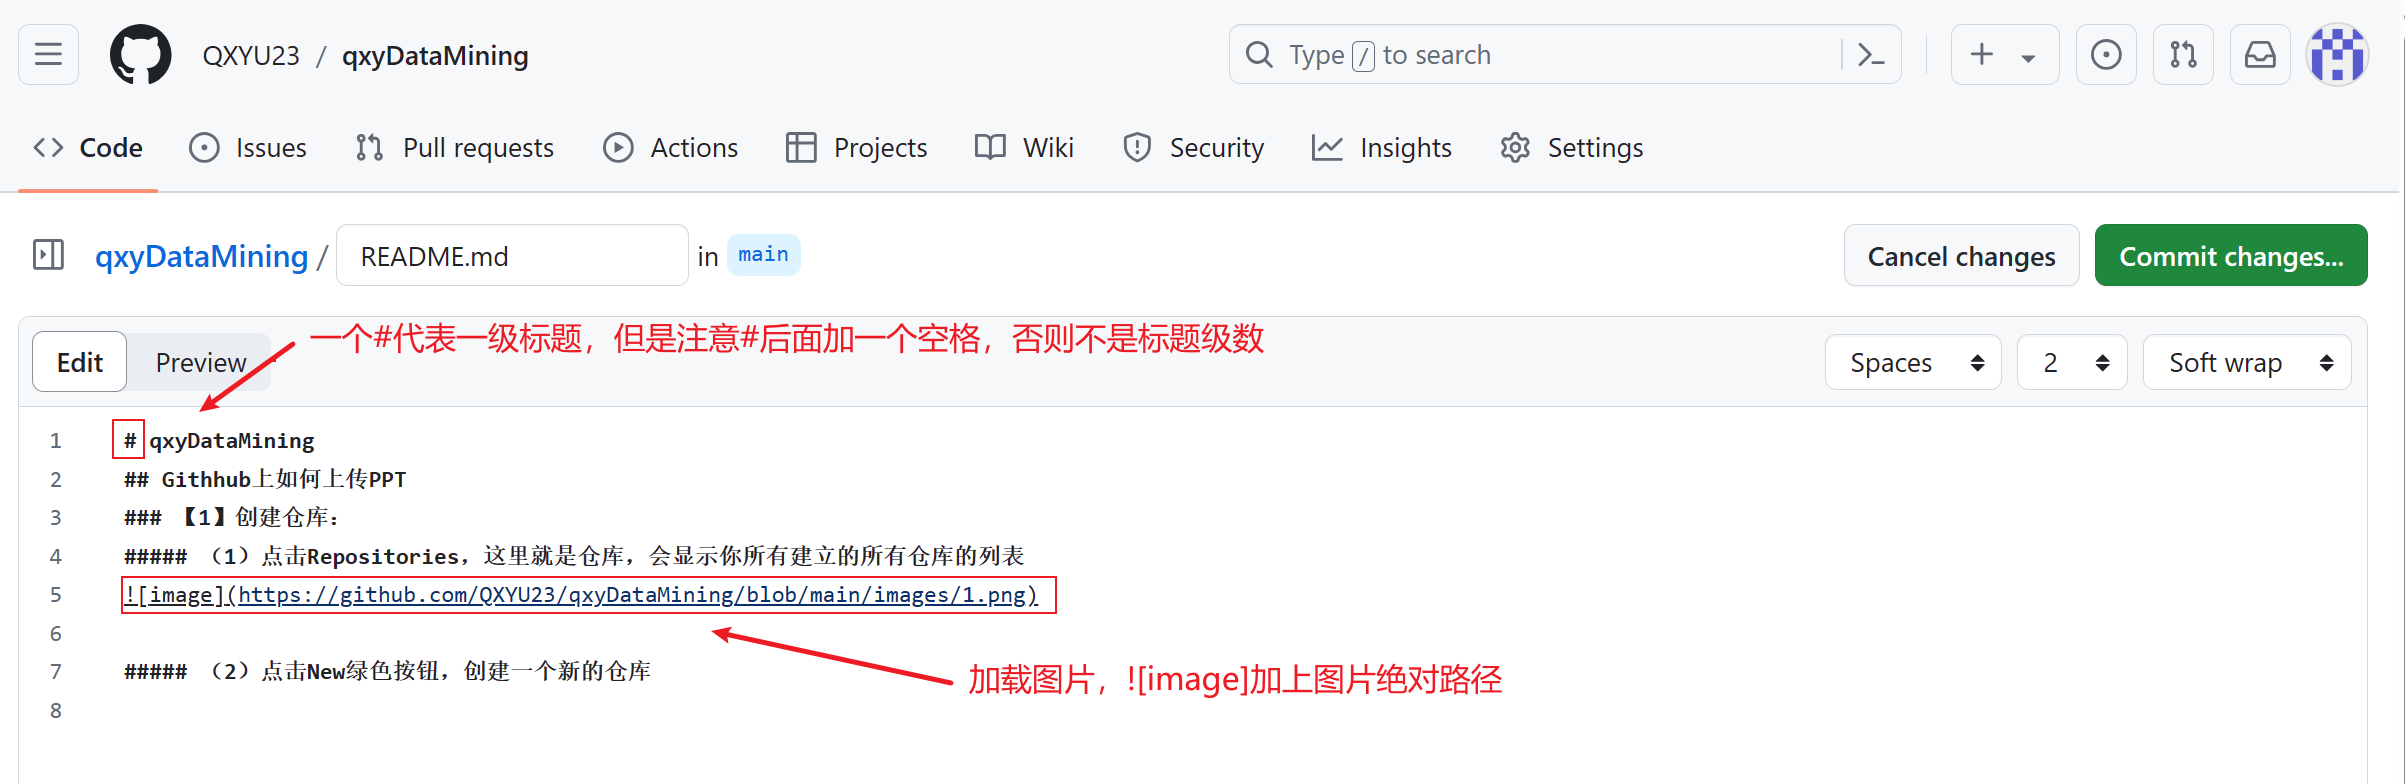 QXYU23 / qxyDataMining
Type / to search
Code Issues Pull requests Actions Projects Wiki Security Insights Settings
qxyDataMining / README.md in main
Cancel changes Commit changes...
一个#代表一级标题，但是注意#后面加一个空格，否则不是标题级数
Edit Preview
Spaces 2 Soft wrap
1 # qxyDataMining
2 ## Githhub上如何上传PPT
3 ### 【1】创建仓库：
4 ##### （1）点击Repositories，这里就是仓库，会显示你所有建立的所有仓库的列表
5 ![image](https://github.com/QXYU23/qxyDataMining/blob/main/images/1.png)
6
7 ##### （2）点击New绿色按钮，创建一个新的仓库
加载图片，![image]加上图片绝对路径
8